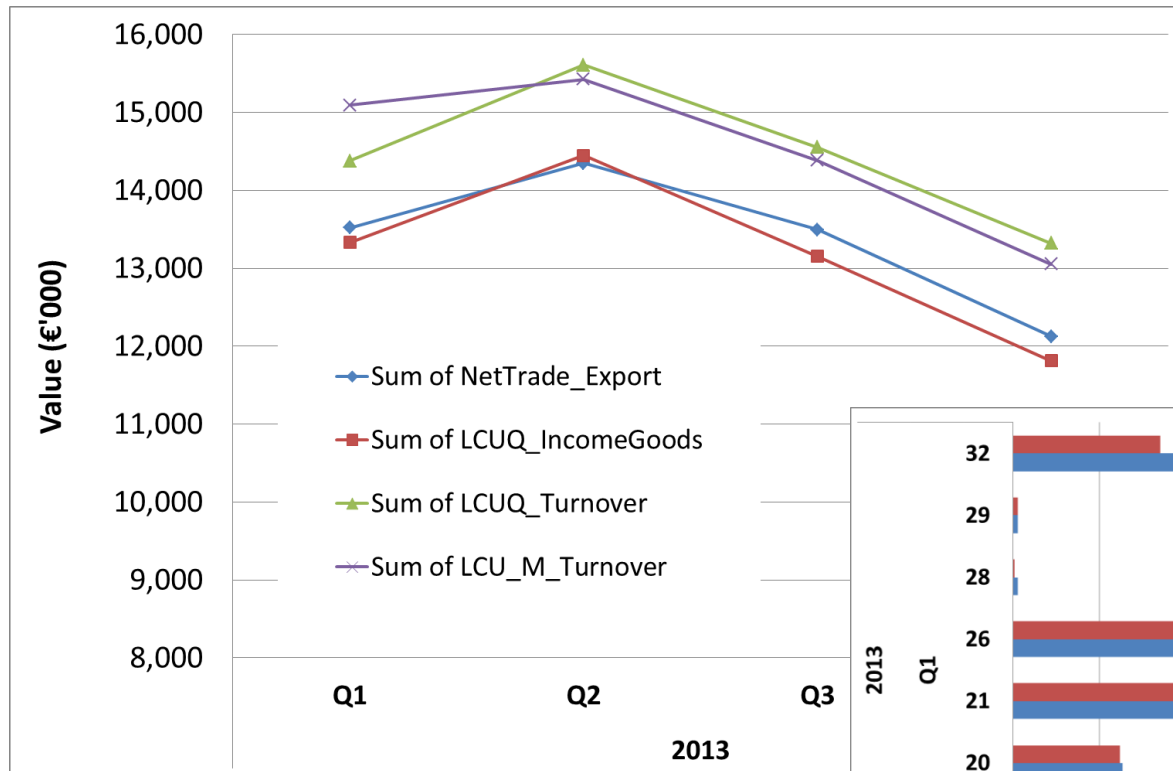 16,000
15,000
14,000
13,000
12,000
11,000
10,000
9,000
8,000
Value (€'000)
Sum of NetTrade_Export
Sum of LCUQ_IncomeGoods
Sum of LCUQ_Turnover
Sum of LCU_M_Turnover
Q1 Q2 Q3
2013
32
29
28
26
21
20
2013
Q1